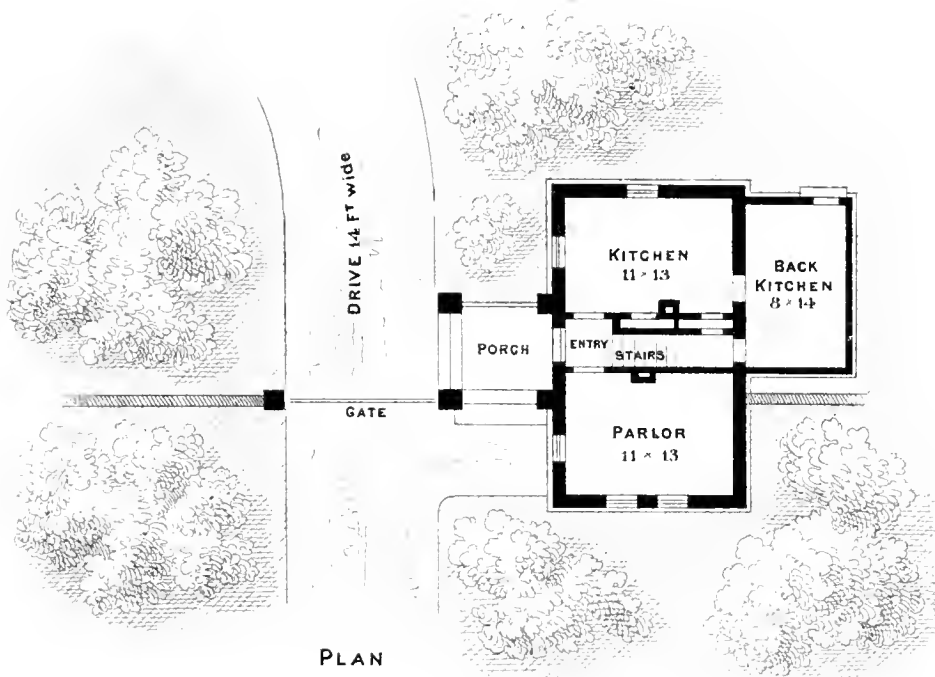 DRIVE 14 FT wide
KITCHEN
11 × 13
BACK
KITCHEN
8 × 14
PORCH
ENTRY
STAIRS
GATE
PARLOR
11 × 13
PLAN